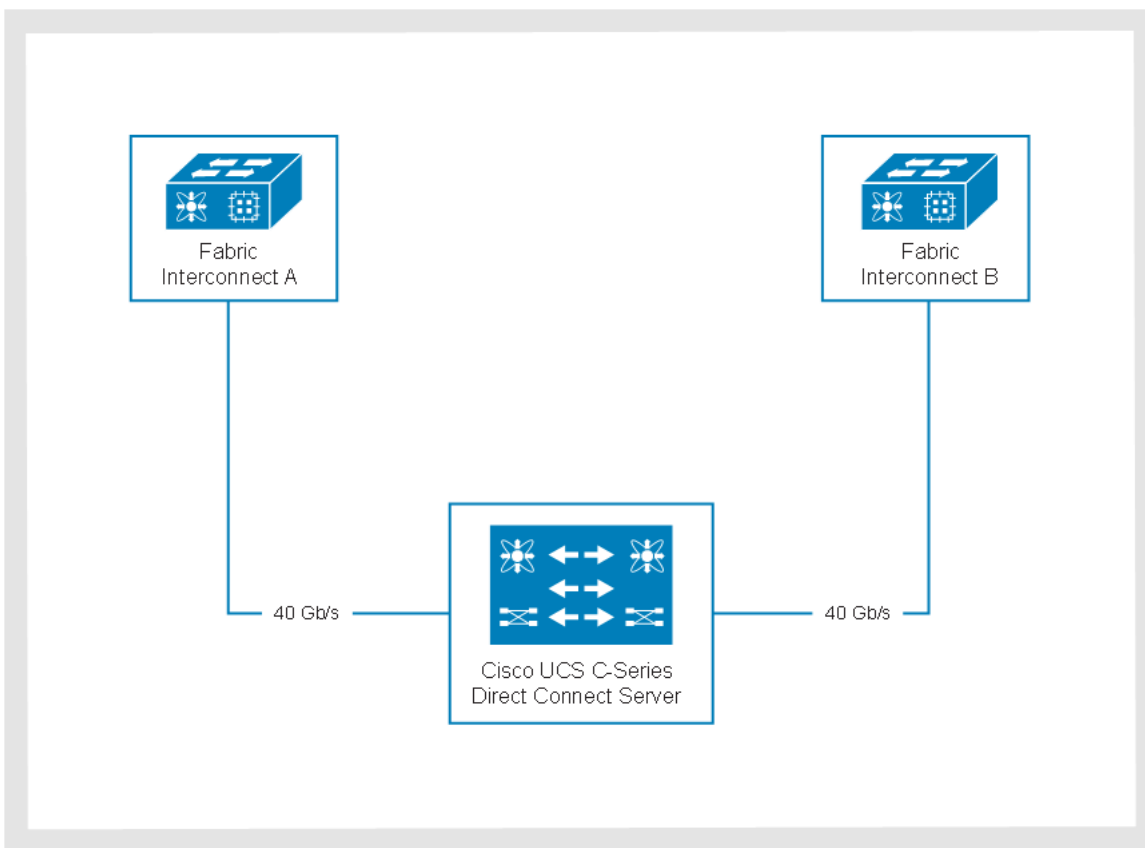 Fabric
Interconnect A
Fabric
Interconnect B
40 Gb/s
40 Gb/s
Cisco UCS C-Series
Direct Connect Server